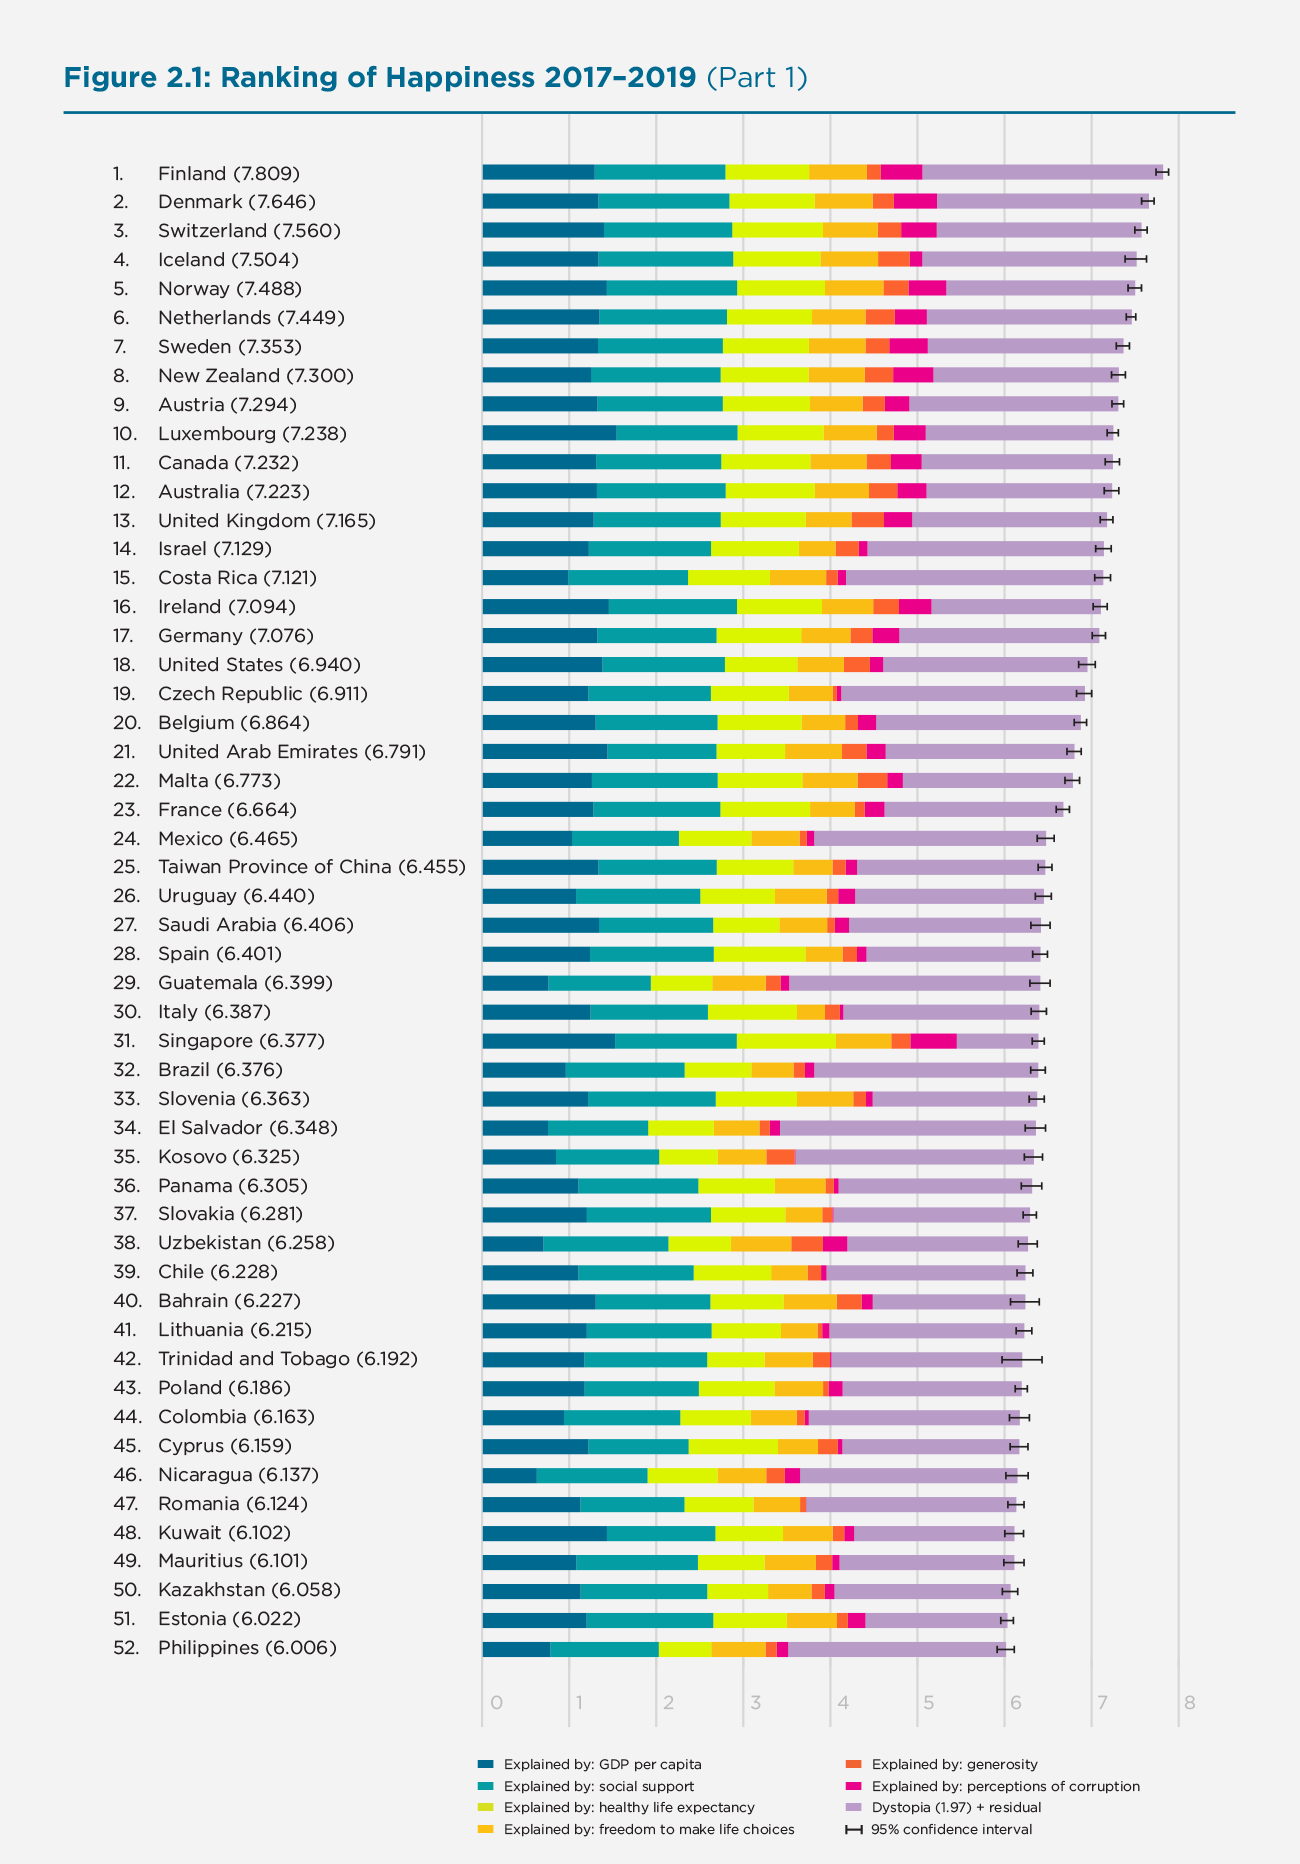 Figure 2.1: Ranking of Happiness 2017–2019 (Part 1)
1. Finland (7.809)
2. Denmark (7.646)
3. Switzerland (7.560)
4. Iceland (7.504)
5. Norway (7.488)
6. Netherlands (7.449)
7. Sweden (7.353)
8. New Zealand (7.300)
9. Austria (7.294)
10. Luxembourg (7.238)
11. Canada (7.232)
12. Australia (7.223)
13. United Kingdom (7.165)
14. Israel (7.129)
15. Costa Rica (7.121)
16. Ireland (7.094)
17. Germany (7.076)
18. United States (6.940)
19. Czech Republic (6.911)
20. Belgium (6.864)
21. United Arab Emirates (6.791)
22. Malta (6.773)
23. France (6.664)
24. Mexico (6.465)
25. Taiwan Province of China (6.455)
26. Uruguay (6.440)
27. Saudi Arabia (6.406)
28. Spain (6.401)
29. Guatemala (6.399)
30. Italy (6.387)
31. Singapore (6.377)
32. Brazil (6.376)
33. Slovenia (6.363)
34. El Salvador (6.348)
35. Kosovo (6.325)
36. Panama (6.305)
37. Slovakia (6.281)
38. Uzbekistan (6.258)
39. Chile (6.228)
40. Bahrain (6.227)
41. Lithuania (6.215)
42. Trinidad and Tobago (6.192)
43. Poland (6.186)
44. Colombia (6.163)
45. Cyprus (6.159)
46. Nicaragua (6.137)
47. Romania (6.124)
48. Kuwait (6.102)
49. Mauritius (6.101)
50. Kazakhstan (6.058)
51. Estonia (6.022)
52. Philippines (6.006)
0 1 2 3 4 5 6 7 8
Explained by: GDP per capita
Explained by: social support
Explained by: healthy life expectancy
Explained by: freedom to make life choices
Explained by: generosity
Explained by: perceptions of corruption
Dystopia (1.97) + residual
95% confidence interval